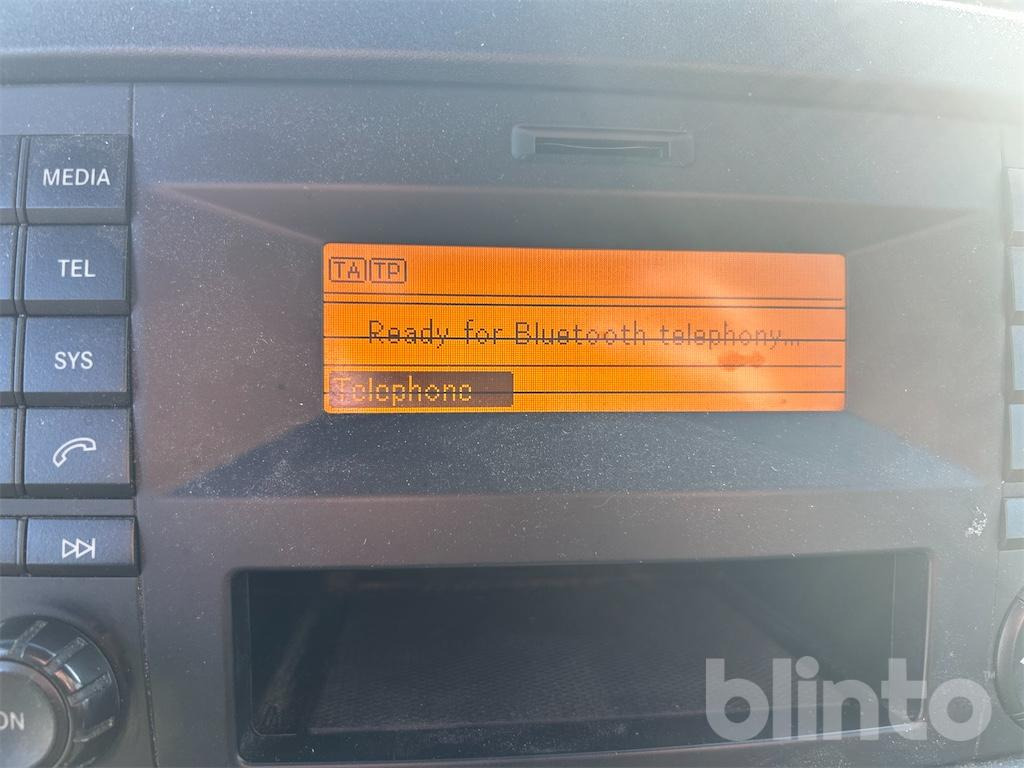 MEDIA
TEL
SYS
TA TP
Ready for Bluetooth telephony...
Telephone
ON
blinto